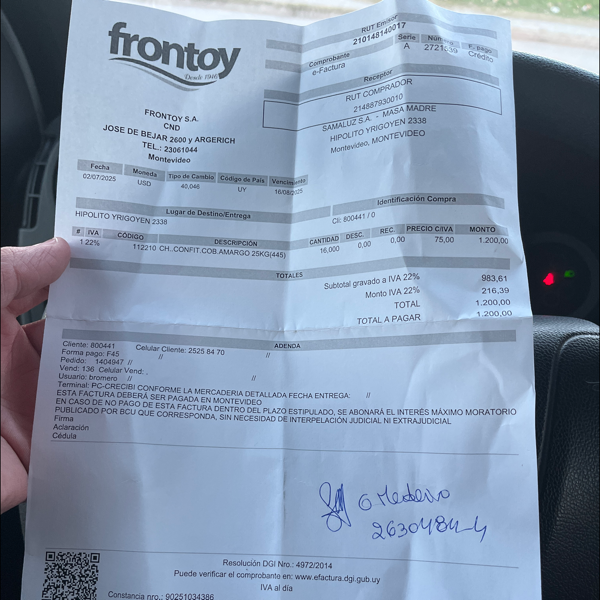 frontoy
Desde 1946
FRONTOY S.A.
CND
JOSE DE BEJAR 2600 y ARGERICH
TEL.: 23061044
Montevideo
RUT Emisor
210148140017
Comprobante Serie Número F. pago
e-Factura A Crédito
Receptor
RUT COMPRADOR
214887930010
SAMALUZ S.A. - MASA MADRE
HIPOLITO YRIGOYEN 2338
Montevideo, MONTEVIDEO
Fecha Moneda Tipo de Cambio Código de País Vencimiento
02/07/2025 USD 40,046 UY 16/08/2025
Lugar de Destino/Entrega Identificación Compra
HIPOLITO YRIGOYEN 2338 Cli: 800441 / 0
# IVA CÓDIGO DESCRIPCIÓN CANTIDAD DESC. REC. PRECIO C/IVA MONTO
1 22% 112210 CH..CONFIT.COB.AMARGO 25KG(445) 16,000 0,00 0,00 75,00 1.200,00
TOTALES
Subtotal gravado a IVA 22% 983,61
Monto IVA 22% 216,39
TOTAL 1.200,00
TOTAL A PAGAR 1.200,00
ADENDA
Cliente: 800441 Celular Cliente: 2525 84 70 //
Forma pago: F45 //
Pedido: 1404947 //
Vend: 136 Celular Vend: .
Usuario: bromero // //
Terminal: PC-CRECIBI CONFORME LA MERCADERIA DETALLADA FECHA ENTREGA: //
ESTA FACTURA DEBERÁ SER PAGADA EN MONTEVIDEO
EN CASO DE NO PAGO DE ESTA FACTURA DENTRO DEL PLAZO ESTIPULADO, SE ABONARÁ EL INTERÉS MÁXIMO MORATORIO
PUBLICADO POR BCU QUE CORRESPONDA, SIN NECESIDAD DE INTERPELACIÓN JUDICIAL NI EXTRAJUDICIAL
Firma
Aclaración
Cédula
Resolución DGI Nro.: 4972/2014
Puede verificar el comprobante en: www.efactura.dgi.gub.uy
IVA al día
Constancia nro.: 90251034386